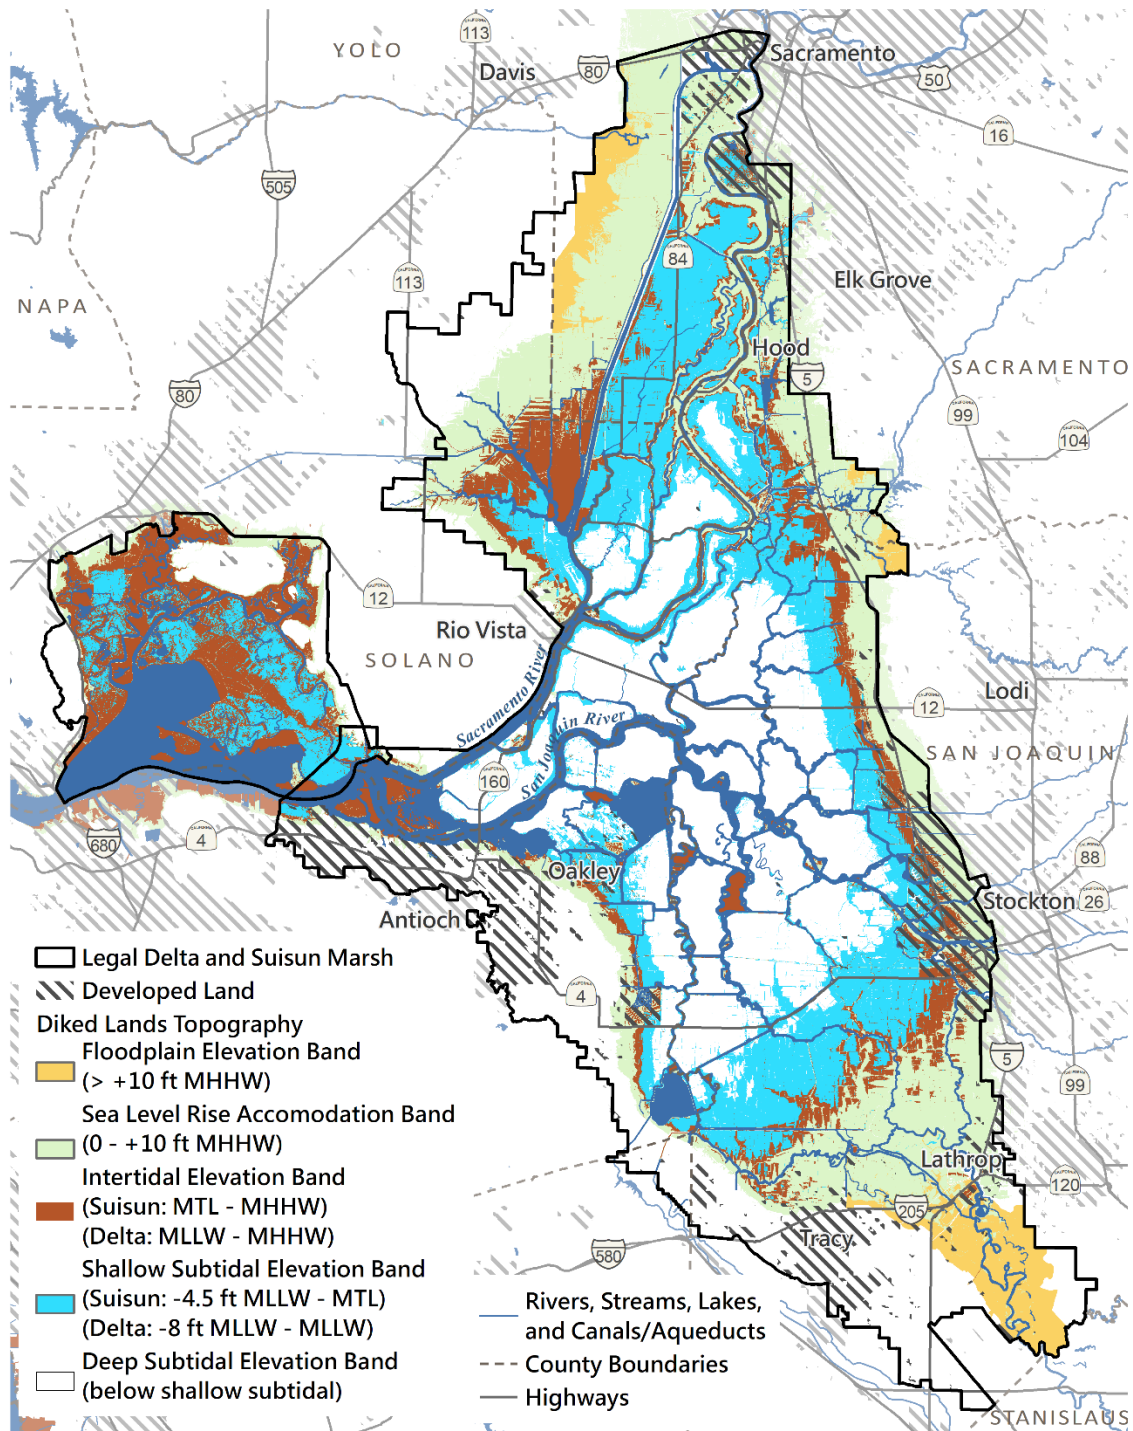 YOLO
113
Davis
80
Sacramento
50
16
505
84
CALIFORNIA
113
Elk Grove
NAPA
Hood
5
SACRAMENTO
80
99
104
12
Rio Vista
SOLANO
Sacramento River
Lodi
12
San Joaquin River
SAN JOAQUIN
160
680
4
88
Oakley
Stockton
26
Antioch
4
5
99
Lathrop
120
205
Tracy
580
STANISLAUS
Legal Delta and Suisun Marsh
Developed Land
Diked Lands Topography
Floodplain Elevation Band
(> +10 ft MHHW)
Sea Level Rise Accomodation Band
(0 - +10 ft MHHW)
Intertidal Elevation Band
(Suisun: MTL - MHHW)
(Delta: MLLW - MHHW)
Shallow Subtidal Elevation Band
(Suisun: -4.5 ft MLLW - MTL)
(Delta: -8 ft MLLW - MLLW)
Deep Subtidal Elevation Band
(below shallow subtidal)
Rivers, Streams, Lakes,
and Canals/Aqueducts
County Boundaries
Highways